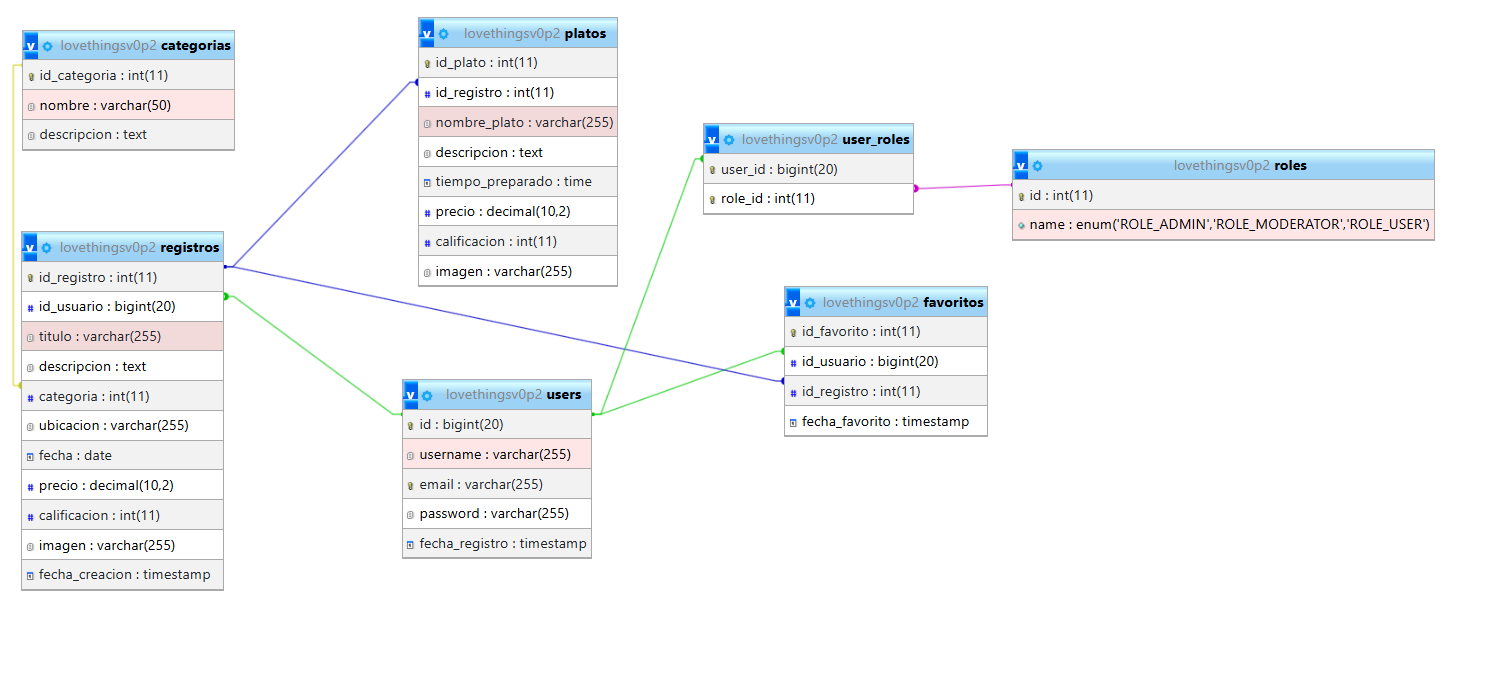 lovethingsv0p2 categorias
id_categoria : int(11)
nombre : varchar(50)
descripcion : text
lovethingsv0p2 registros
id_registro : int(11)
id_usuario : bigint(20)
titulo : varchar(255)
descripcion : text
categoria : int(11)
ubicacion : varchar(255)
fecha : date
precio : decimal(10,2)
calificacion : int(11)
imagen : varchar(255)
fecha_creacion : timestamp
lovethingsv0p2 platos
id_plato : int(11)
id_registro : int(11)
nombre_plato : varchar(255)
descripcion : text
tiempo_preparado : time
precio : decimal(10,2)
calificacion : int(11)
imagen : varchar(255)
lovethingsv0p2 users
id : bigint(20)
username : varchar(255)
email : varchar(255)
password : varchar(255)
fecha_registro : timestamp
lovethingsv0p2 user_roles
user_id : bigint(20)
role_id : int(11)
lovethingsv0p2 favoritos
id_favorito : int(11)
id_usuario : bigint(20)
id_registro : int(11)
fecha_favorito : timestamp
lovethingsv0p2 roles
id : int(11)
name : enum('ROLE_ADMIN','ROLE_MODERATOR','ROLE_USER')